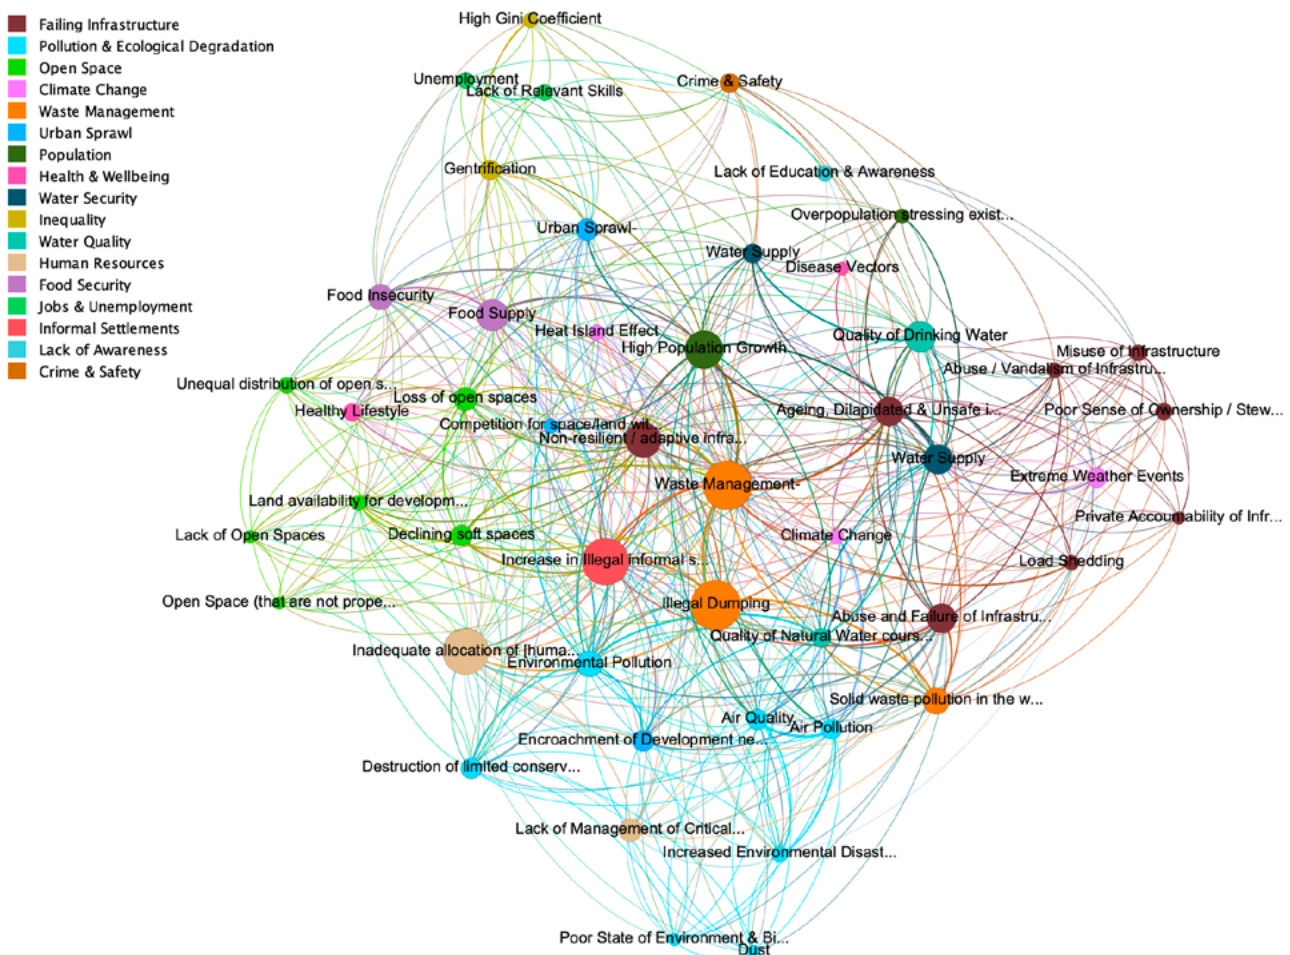 Failing Infrastructure
Pollution & Ecological Degradation
Open Space
Climate Change
Waste Management
Urban Sprawl
Population
Health & Wellbeing
Water Security
Inequality
Water Quality
Human Resources
Food Security
Jobs & Unemployment
Informal Settlements
Lack of Awareness
Crime & Safety
High Gini Coefficient
Unemployment
Lack of Relevant Skills
Crime & Safety
Gentrification
Lack of Education & Awareness
Overpopulation stressing exist...
Urban Sprawl-
Water Supply
Disease Vectors
Food Insecurity
Food Supply
Heat Island Effect
High Population Growth
Quality of Drinking Water
Misuse of Infrastructure
Abuse / Vandalism of Infrastru...
Unequal distribution of open s...
Loss of open spaces
Healthy Lifestyle
Ageing, Dilapidated & Unsafe i...
Poor Sense of Ownership / Stew...
Competition for space/land wit...
Non-resilient / adaptive infra...
Water Supply
Extreme Weather Events
Waste Management-
Land availability for developm...
Private Accountability of Infr...
Lack of Open Spaces
Declining soft spaces
Climate Change
Increase in Illegal informal s...
Load Shedding
Open Space (that are not prope...
Illegal Dumping
Abuse and Failure of Infrastru...
Quality of Natural Water cours...
Inadequate allocation of [huma...
Environmental Pollution
Solid waste pollution in the w...
Air Quality
Air Pollution
Encroachment of Development ne...
Destruction of limited conserv...
Lack of Management of Critical...
Increased Environmental Disast...
Poor State of Environment & Bi...
Dust